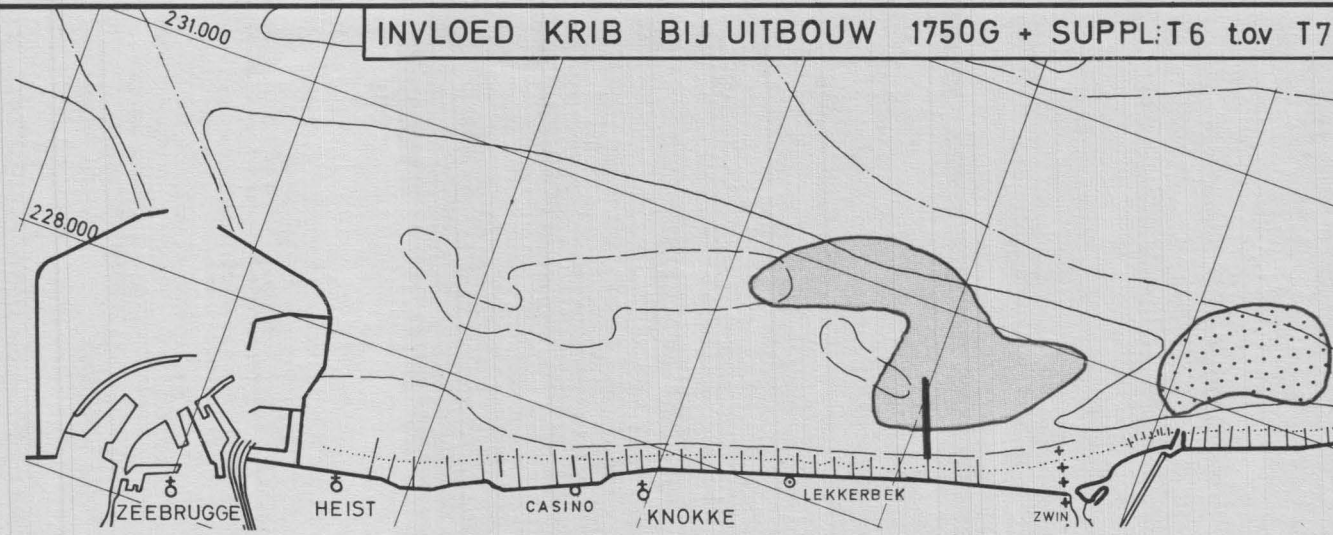 INVLOED KRIB BIJ UITBOUW 1750G + SUPPL: T6 t.o.v T7
231.000
228.000
ZEEBRUGGE
HEIST
CASINO
KNOKKE
LEKKERBEK
ZWIN